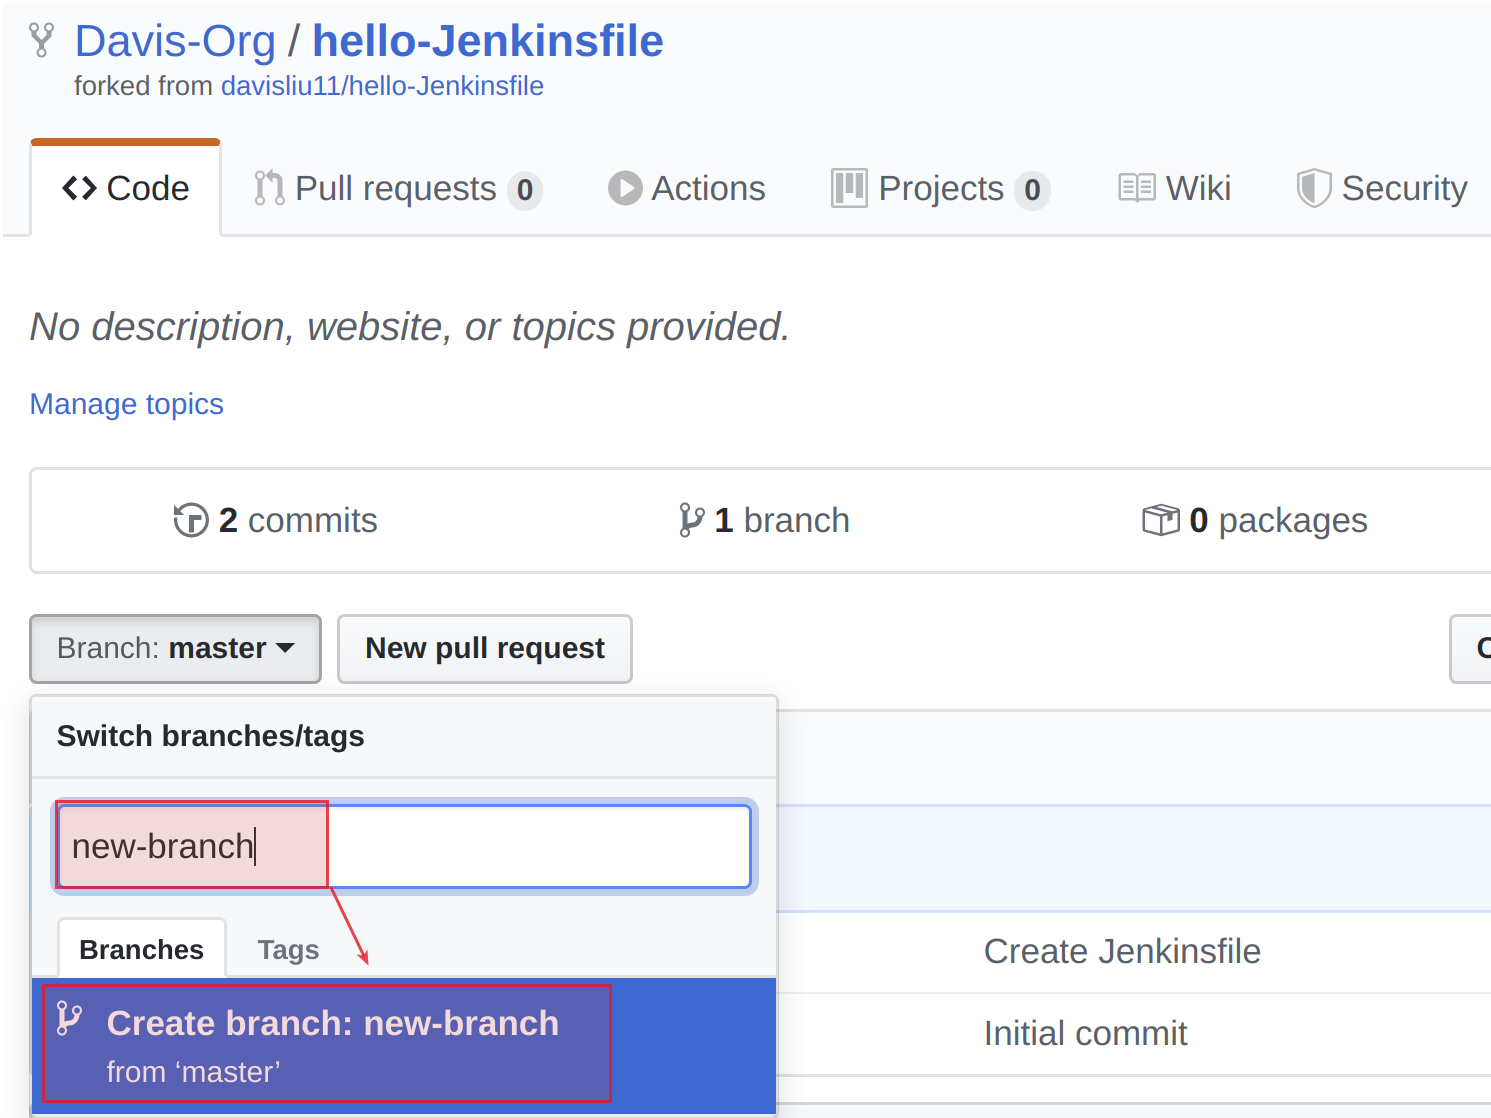 Davis-Org / hello-Jenkinsfile
forked from davisliu11/hello-Jenkinsfile
Code Pull requests 0 Actions Projects 0 Wiki Security
No description, website, or topics provided.
Manage topics
2 commits 1 branch 0 packages
Branch: master New pull request
Switch branches/tags
new-branch
Branches Tags
Create Jenkinsfile
Create branch: new-branch
Initial commit
from ‘master’